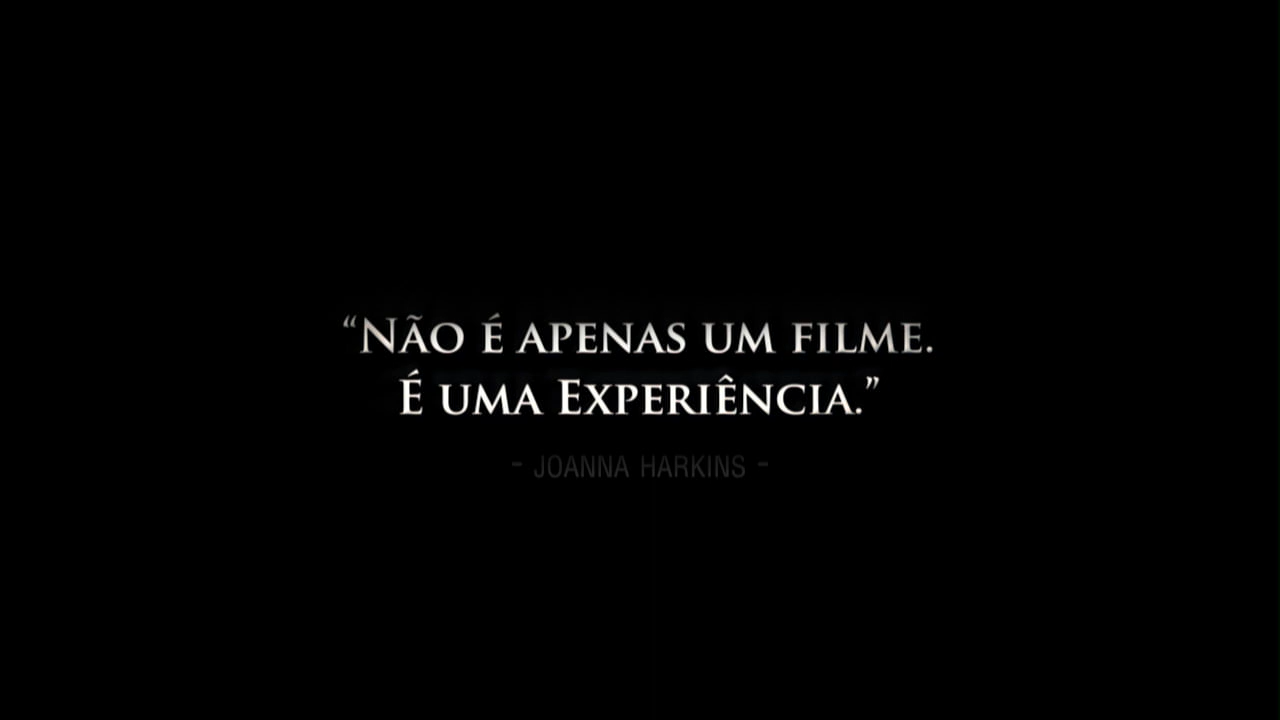 “Não é apenas um filme.
É uma Experiência.”
- JOANNA HARKINS -